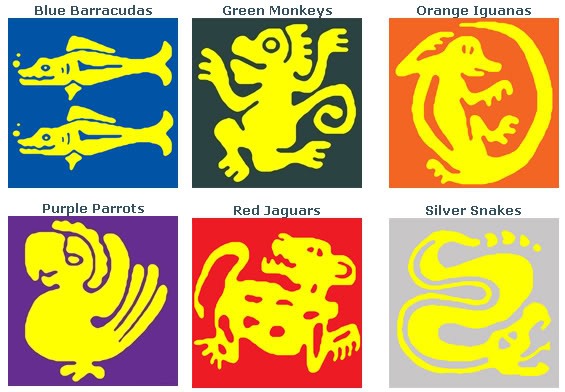 Blue Barracudas
Green Monkeys
Orange Iguanas
Purple Parrots
Red Jaguars
Silver Snakes